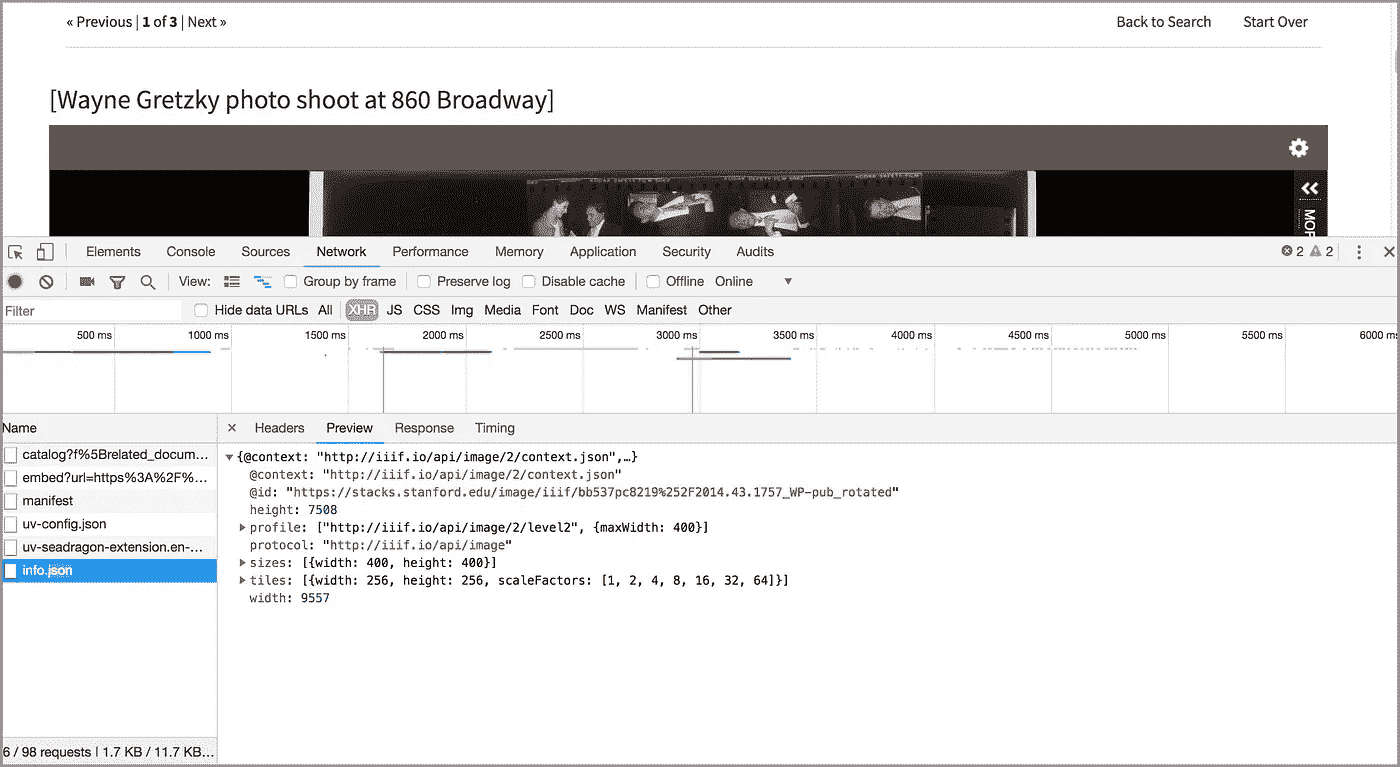 « Previous | 1 of 3 | Next » Back to Search Start Over
[Wayne Gretzky photo shoot at 860 Broadway]
KODAK SAFETY FILM KODAK SAFETY FILM
MOR
Elements Console Sources Network Performance Memory Application Security Audits 2 2
View: Group by frame Preserve log Disable cache Offline Online
Filter Hide data URLs All XHR JS CSS Img Media Font Doc WS Manifest Other
500 ms 1000 ms 1500 ms 2000 ms 2500 ms 3000 ms 3500 ms 4000 ms 4500 ms 5000 ms 5500 ms 6000 ms
Name Headers Preview Response Timing
catalog?f%5Brelated_docum...
embed?url=https%3A%2F%...
manifest
uv-config.json
uv-seadragon-extension.en-...
info.json
{@context: "http://iiif.io/api/image/2/context.json",…}
@context: "http://iiif.io/api/image/2/context.json"
@id: "https://stacks.stanford.edu/image/iiif/bb537pc8219%252F2014.43.1757_WP-pub_rotated"
height: 7508
profile: ["http://iiif.io/api/image/2/level2", {maxWidth: 400}]
protocol: "http://iiif.io/api/image"
sizes: [{width: 400, height: 400}]
tiles: [{width: 256, height: 256, scaleFactors: [1, 2, 4, 8, 16, 32, 64]}]
width: 9557
6 / 98 requests | 1.7 KB / 11.7 KB...